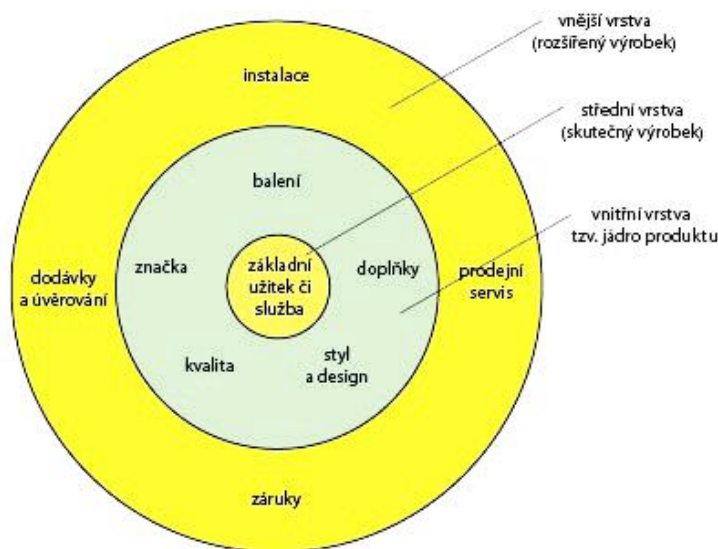 vnější vrstva
(rozšířený výrobek)
instalace
střední vrstva
(skutečný výrobek)
balení
vnitřní vrstva
tzv. jádro produktu
značka
základní
užitek či
služba
doplňky
dodávky
a úvěrování
prodejní
servis
kvalita
styl
a design
záruky